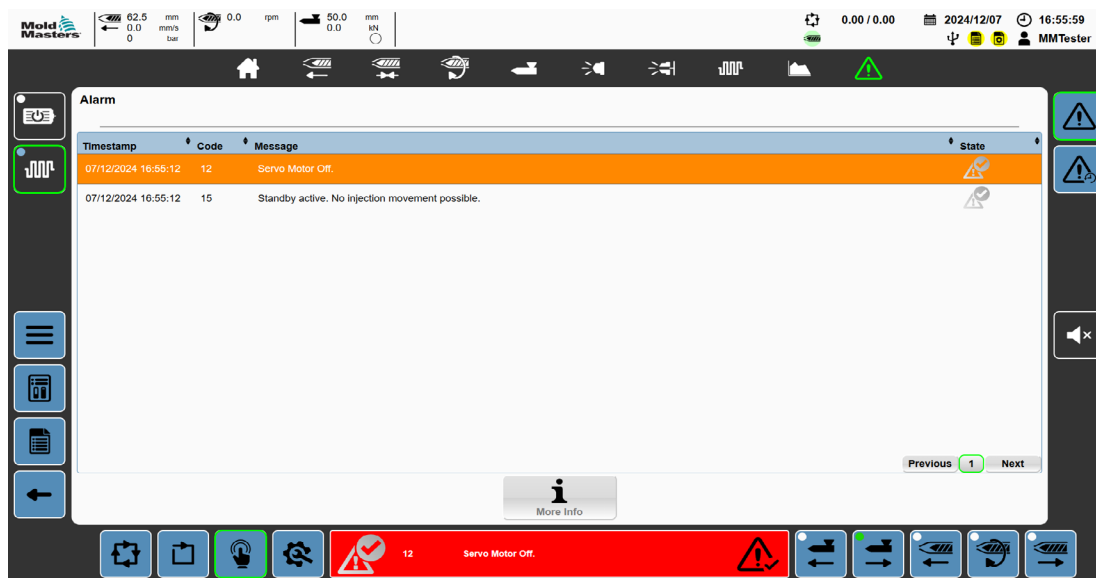 Mold
Masters
62.5 mm
0.0 mm/s
0 bar
0.0 rpm
50.0 mm
0.0 kN
0.00 / 0.00
2024/12/07
16:55:59
MMTester
Alarm
Timestamp Code Message State
07/12/2024 16:55:12 12 Servo Motor Off.
07/12/2024 16:55:12 15 Standby active. No injection movement possible.
Previous 1 Next
More Info
12 Servo Motor Off.